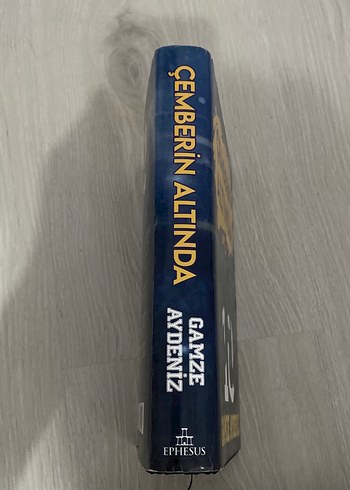 ÇEMBERİN ALTINDA
GAMZE
AYDENİZ
EPHESUS